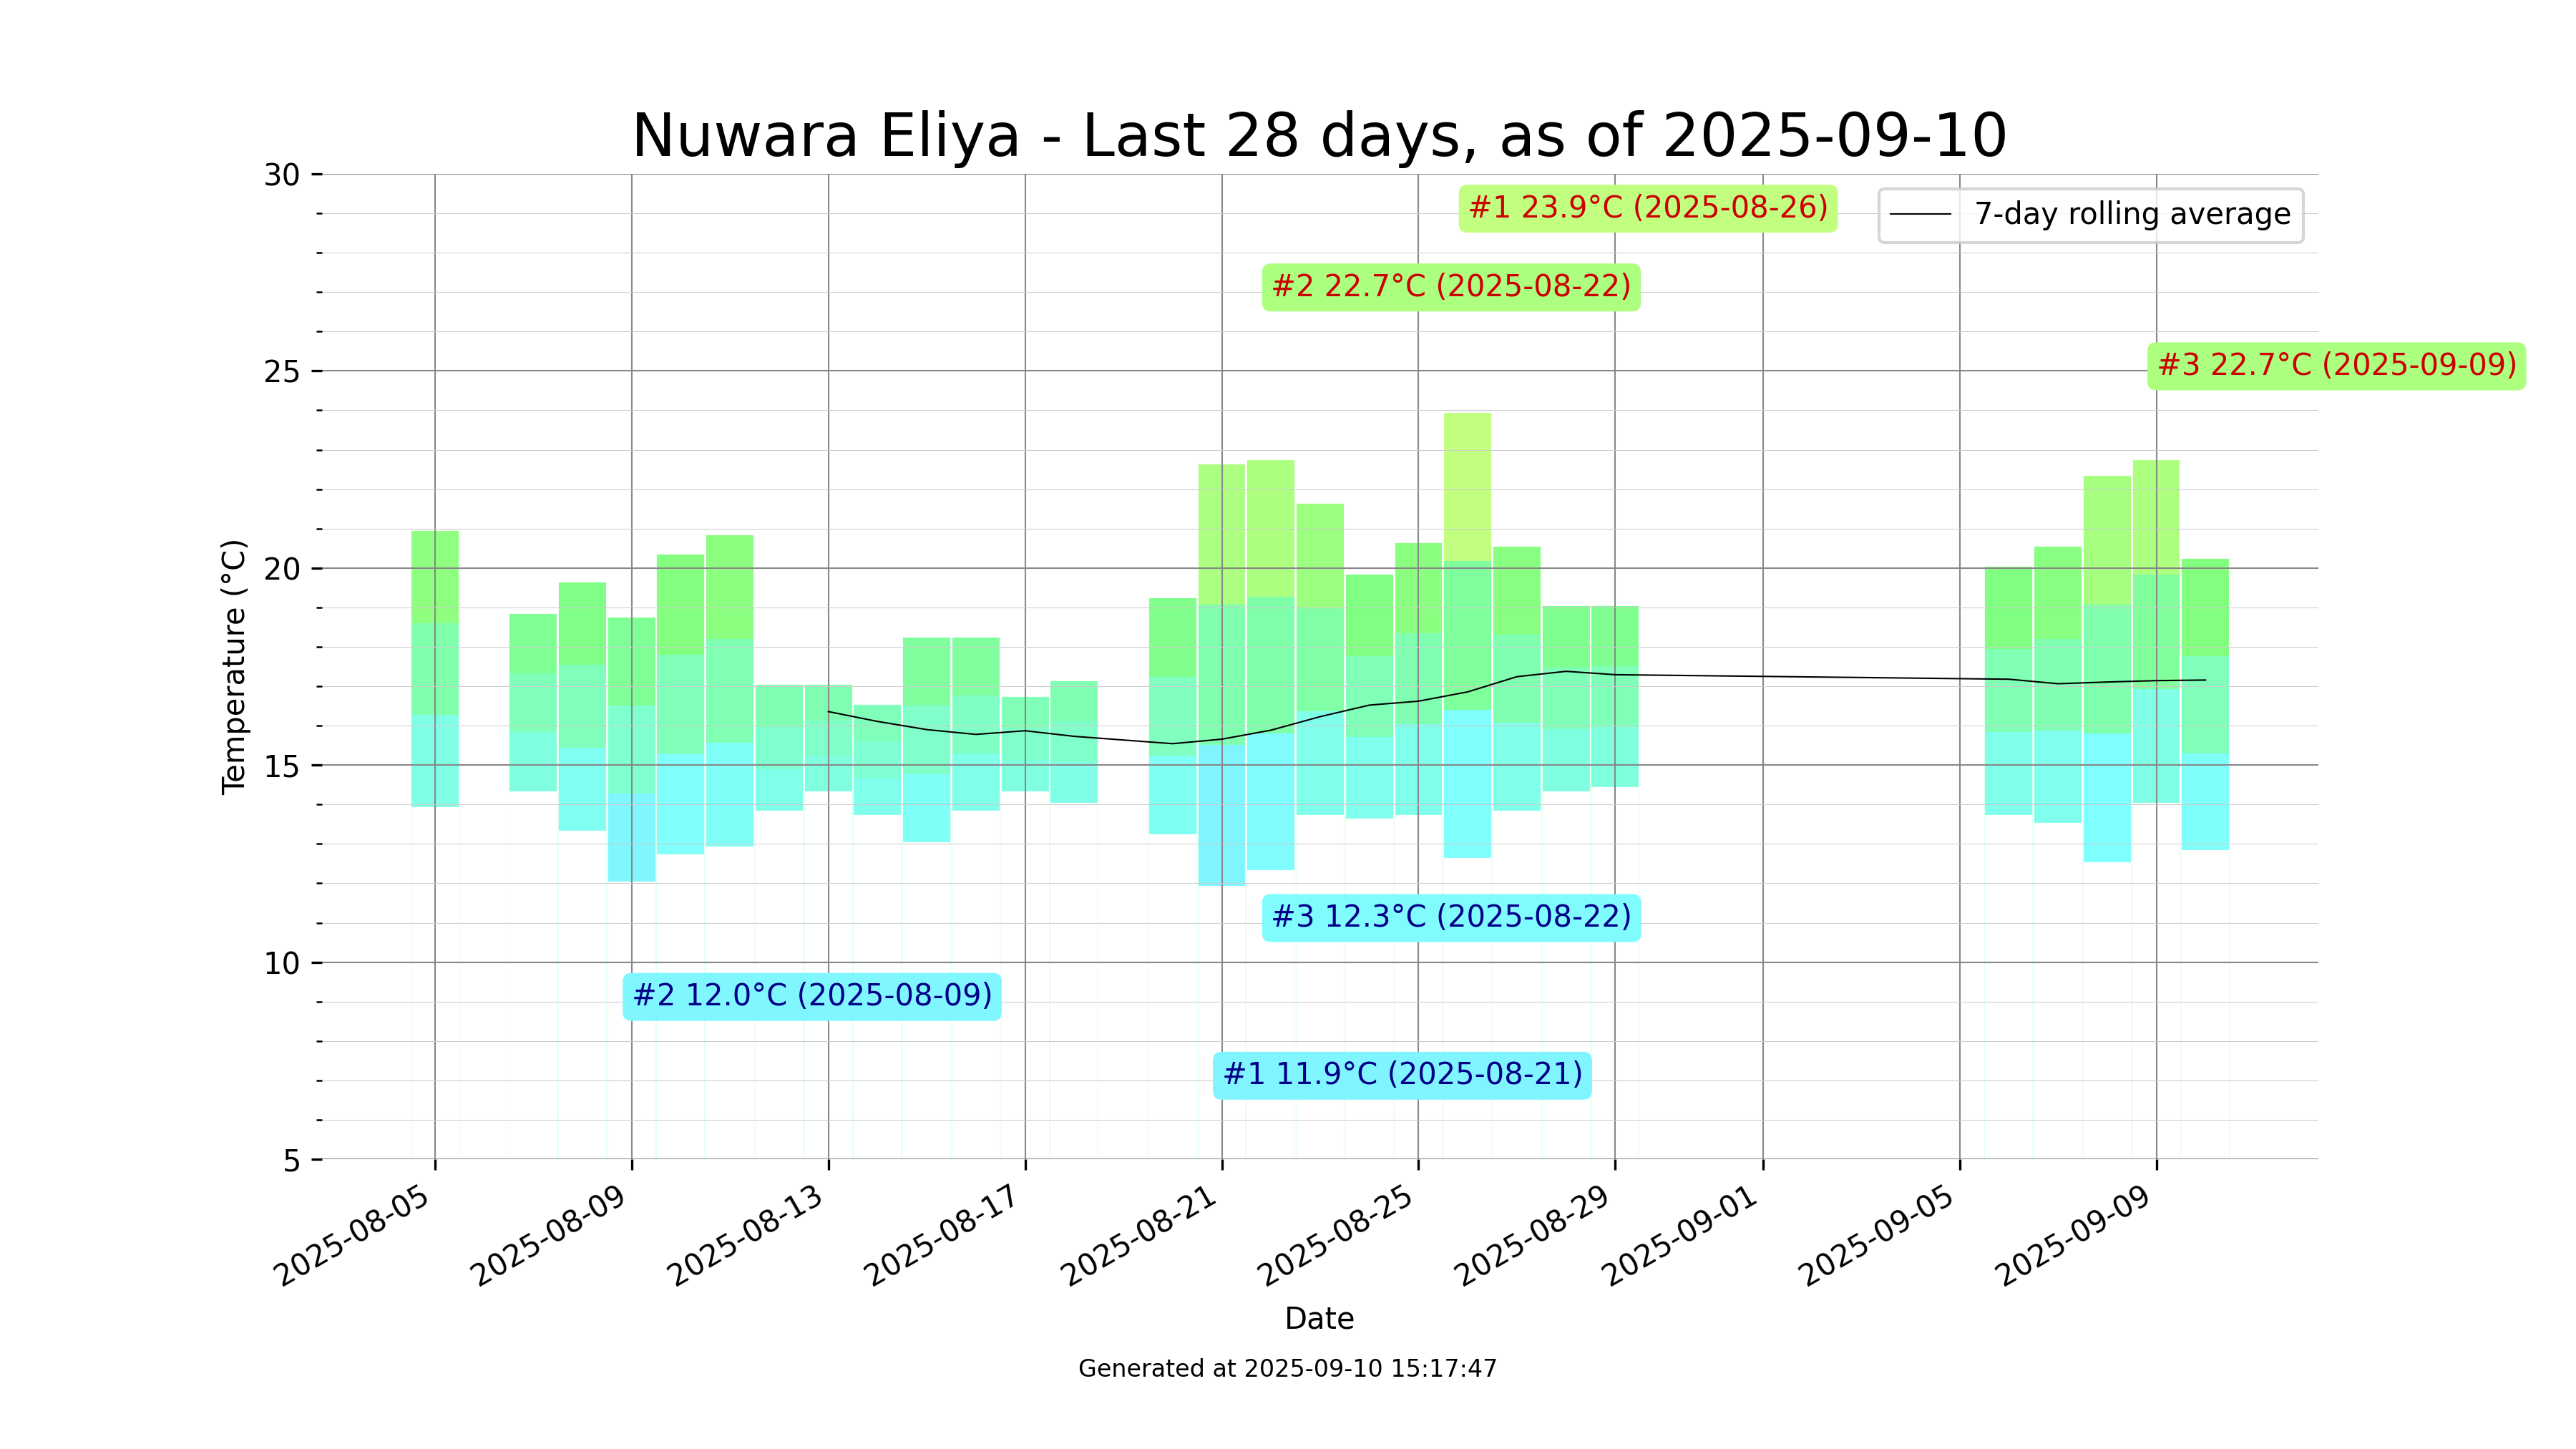 Nuwara Eliya - Last 28 days, as of 2025-09-10
30
25
20
15
10
5
Temperature (°C)
#1 23.9°C (2025-08-26)
7-day rolling average
#2 22.7°C (2025-08-22)
#3 22.7°C (2025-09-09)
#3 12.3°C (2025-08-22)
#2 12.0°C (2025-08-09)
#1 11.9°C (2025-08-21)
2025-08-05
2025-08-09
2025-08-13
2025-08-17
2025-08-21
2025-08-25
2025-08-29
2025-09-01
2025-09-05
2025-09-09
Date
Generated at 2025-09-10 15:17:47